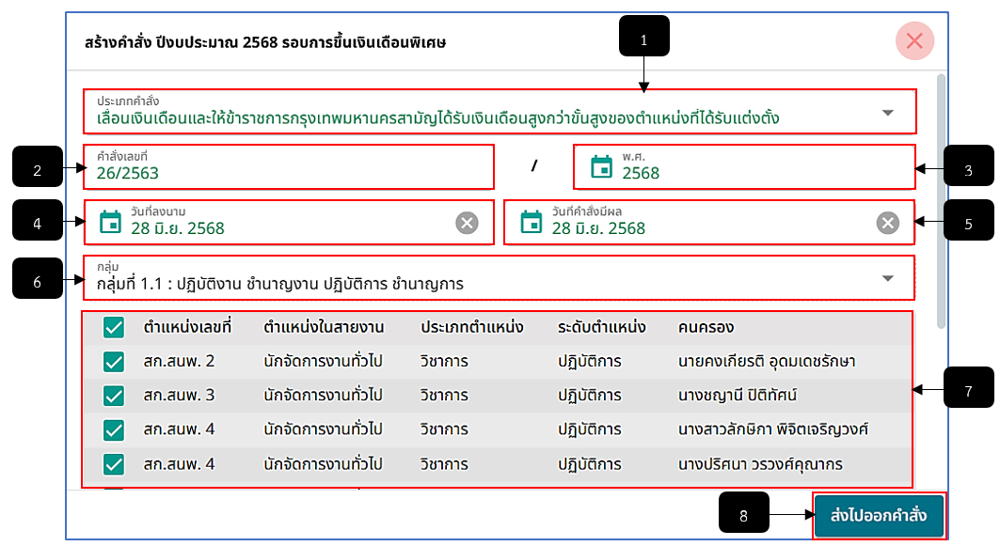 สร้างคำสั่ง ปีงบประมาณ 2568 รอบการขึ้นเงินเดือนพิเศษ
1
ประเภทคำสั่ง
เลื่อนเงินเดือนและให้ข้าราชการกรุงเทพมหานครสามัญได้รับเงินเดือนสูงกว่าขั้นสูงของตำแหน่งที่ได้รับแต่งตั้ง
2
คำสั่งเลขที่
26/2563
/
พ.ศ.
2568
3
4
วันที่ลงนาม
28 มิ.ย. 2568
วันที่คำสั่งมีผล
28 มิ.ย. 2568
5
6
กลุ่ม
กลุ่มที่ 1.1 : ปฏิบัติงาน ชำนาญงาน ปฏิบัติการ ชำนาญการ
ตำแหน่งเลขที่ ตำแหน่งในสายงาน ประเภทตำแหน่ง ระดับตำแหน่ง คนครอง
สก.สนพ. 2 นักจัดการงานทั่วไป วิชาการ ปฏิบัติการ นายคงเกียรติ อุดมเดชรักษา
สก.สนพ. 3 นักจัดการงานทั่วไป วิชาการ ปฏิบัติการ นางชญานี ปิติทัศน์
7
สก.สนพ. 4 นักจัดการงานทั่วไป วิชาการ ปฏิบัติการ นางสาวลักษิกา พิจิตเจริญวงศ์
สก.สนพ. 4 นักจัดการงานทั่วไป วิชาการ ปฏิบัติการ นางปริศนา วรวงศ์คุณากร
8
ส่งไปออกคำสั่ง